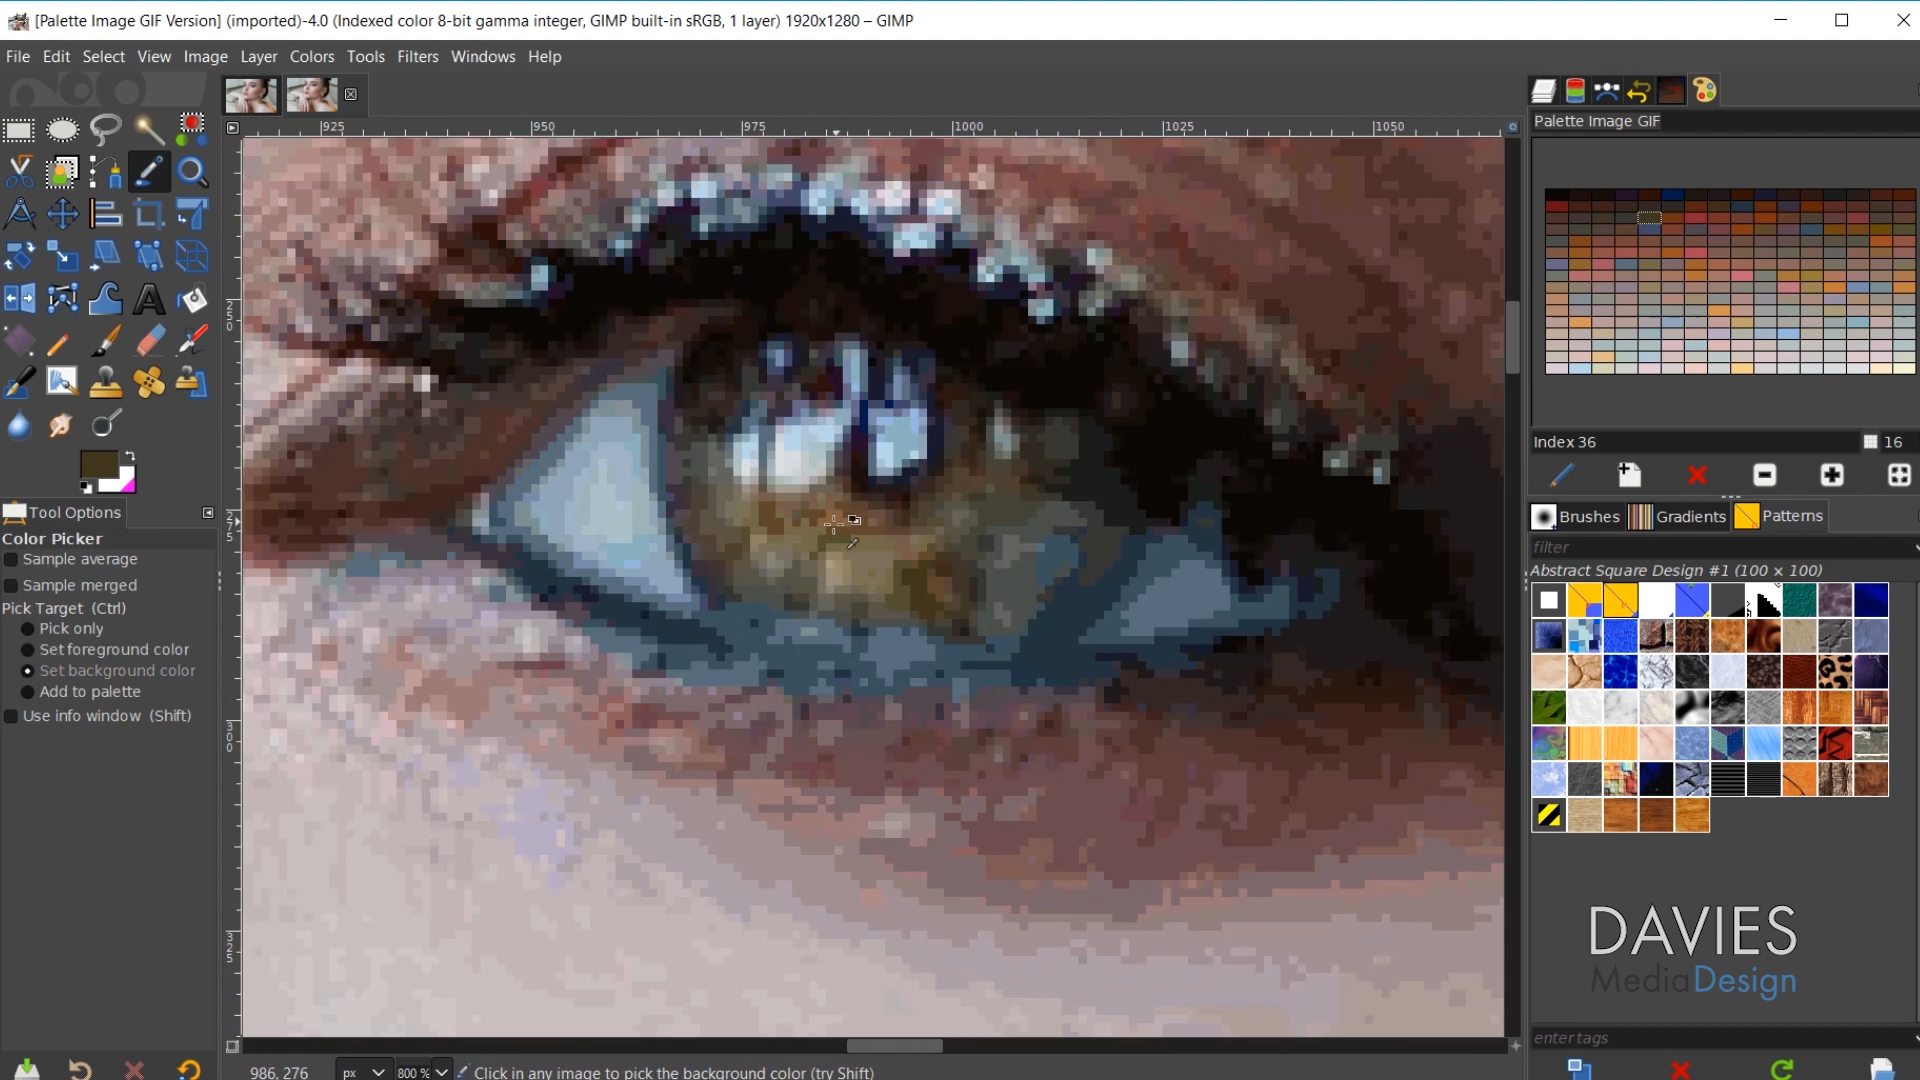 [Palette Image GIF Version] (imported)-4.0 (Indexed color 8-bit gamma integer, GIMP built-in sRGB, 1 layer) 1920x1280 – GIMP
File Edit Select View Image Layer Colors Tools Filters Windows Help
Palette Image GIF
925 950 975 1000 1025 1050
250
275
300
325
Index 36 16
Tool Options
Color Picker
Sample average
Sample merged
Pick Target (Ctrl)
Pick only
Set foreground color
Set background color
Add to palette
Use info window (Shift)
Brushes Gradients Patterns
filter
Abstract Square Design #1 (100 × 100)
DAVIES
MediaDesign
enter tags
986, 276 px 800 % Click in any image to pick the background color (try Shift)